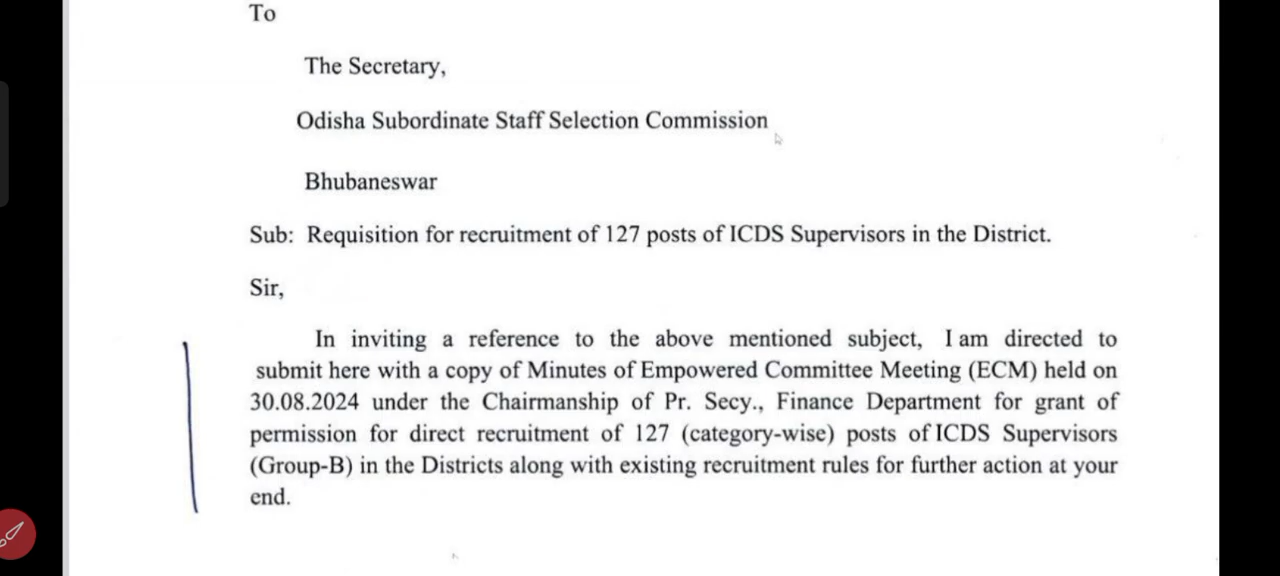 To
The Secretary,
Odisha Subordinate Staff Selection Commission
Bhubaneswar
Sub: Requisition for recruitment of 127 posts of ICDS Supervisors in the District.
Sir,
In inviting a reference to the above mentioned subject, I am directed to
submit here with a copy of Minutes of Empowered Committee Meeting (ECM) held on
30.08.2024 under the Chairmanship of Pr. Secy., Finance Department for grant of
permission for direct recruitment of 127 (category-wise) posts of ICDS Supervisors
(Group-B) in the Districts along with existing recruitment rules for further action at your
end.